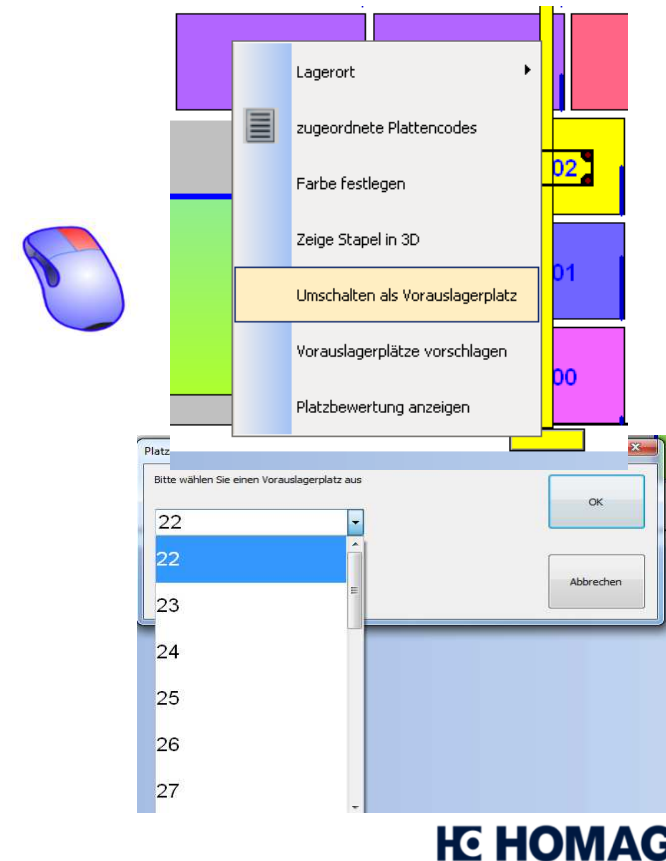 Lagerort
zugeordnete Plattencodes
02
Farbe festlegen
Zeige Stapel in 3D
01
Umschalten als Vorauslagerplatz
Vorauslagerplätze vorschlagen
00
Platzbewertung anzeigen
Platz
Bitte wählen Sie einen Vorauslagerplatz aus
OK
22
22
Abbrechen
23
24
25
26
27
HOMAG